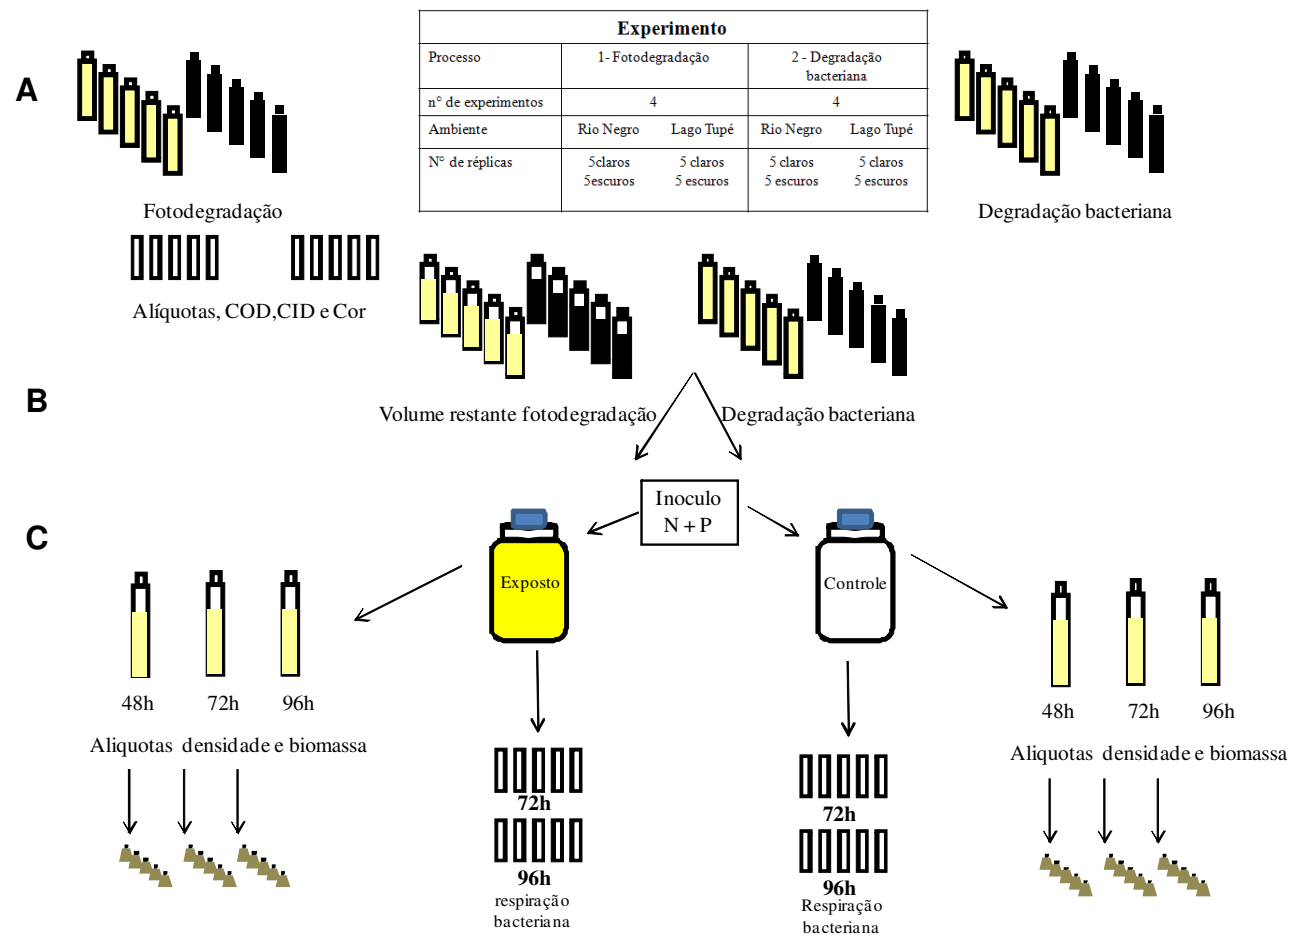 Experimento
Processo 1- Fotodegradação 2 - Degradação
bacteriana
n° de experimentos 4 4
Ambiente Rio Negro Lago Tupé Rio Negro Lago Tupé
N° de réplicas 5claros 5 claros 5 claros 5 claros
5escuros 5 escuros 5 escuros 5 escuros
A
Fotodegradação
Degradação bacteriana
Alíquotas, COD,CID e Cor
B
Volume restante fotodegradação
Degradação bacteriana
Inoculo
N + P
C
Exposto
Controle
48h 72h 96h
Aliquotas densidade e biomassa
72h
96h
respiração
bacteriana
72h
96h
Respiração
bacteriana
48h 72h 96h
Aliquotas densidade e biomassa